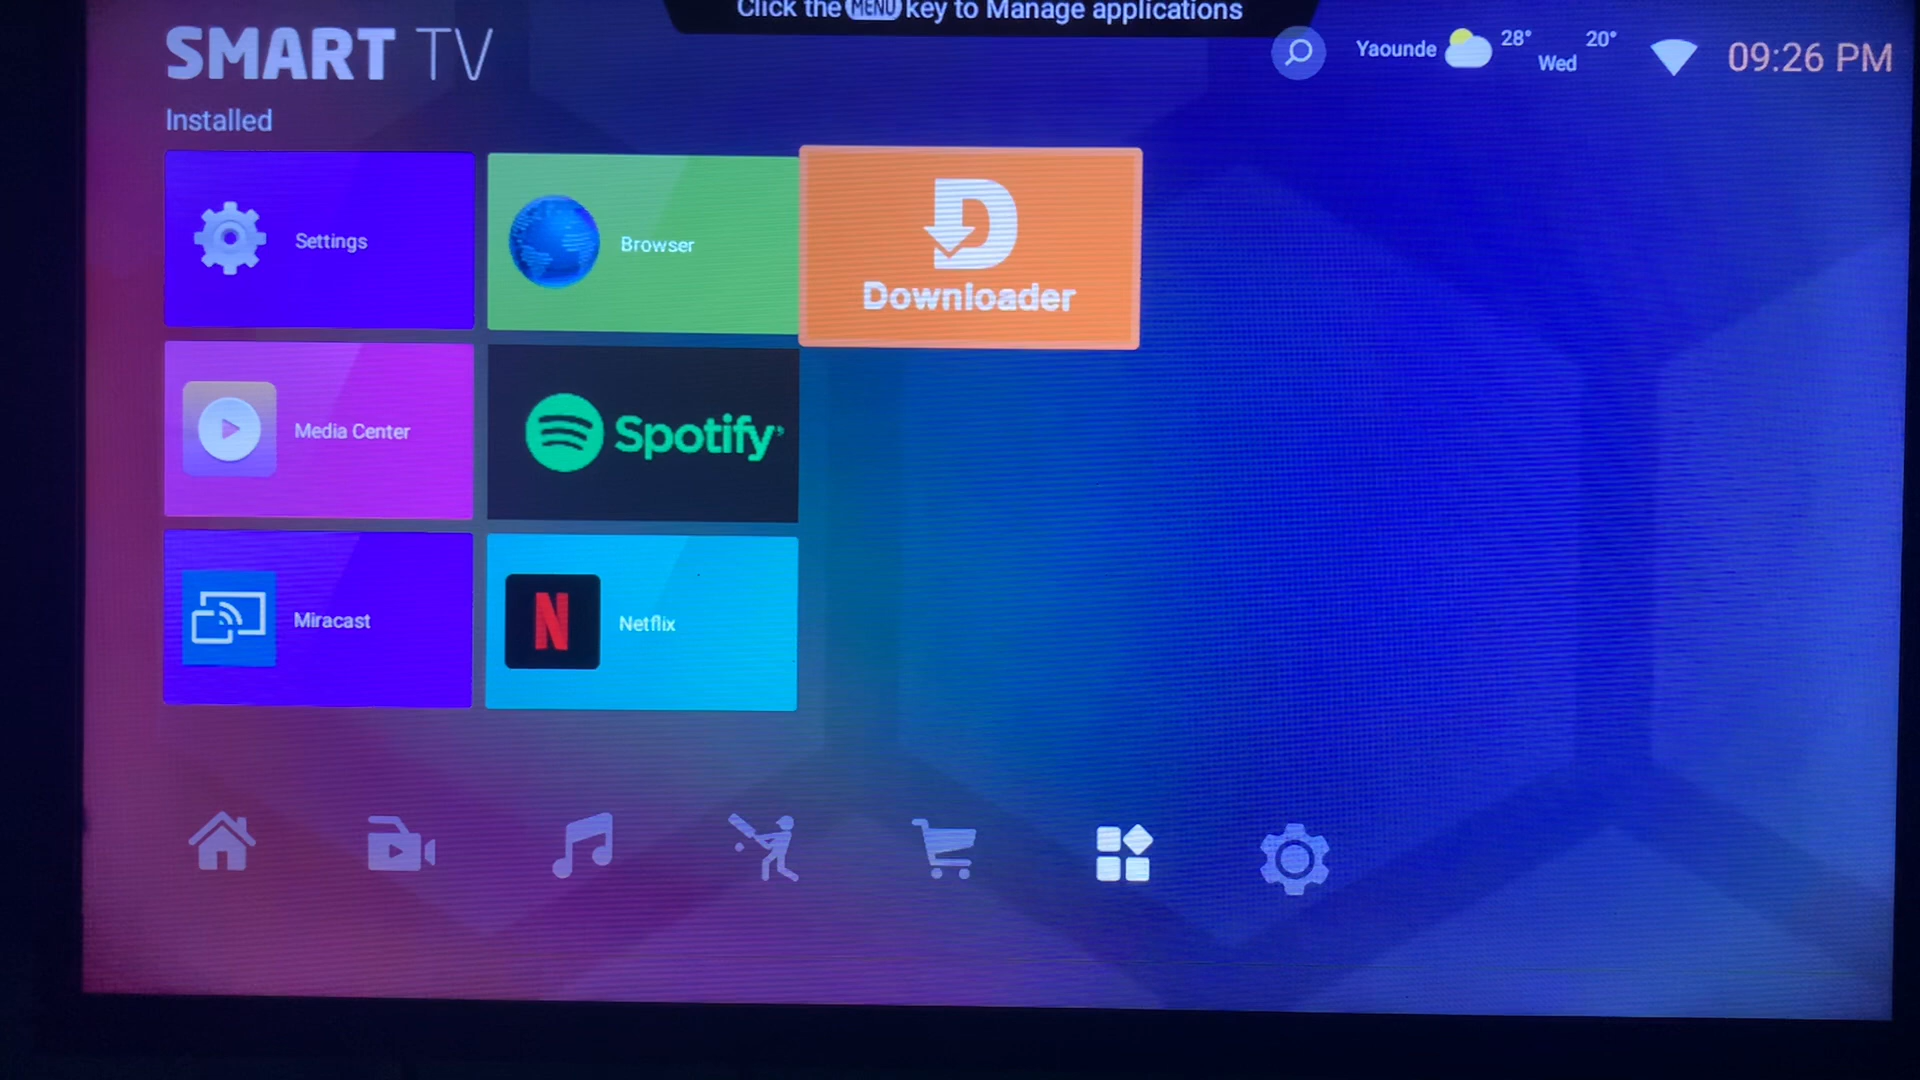 Click the MENU key to Manage applications
SMART TV
Yaounde 28° Wed 20° 09:26 PM
Installed
Settings
Browser
Downloader
Media Center
Spotify
Miracast
N
Netflix